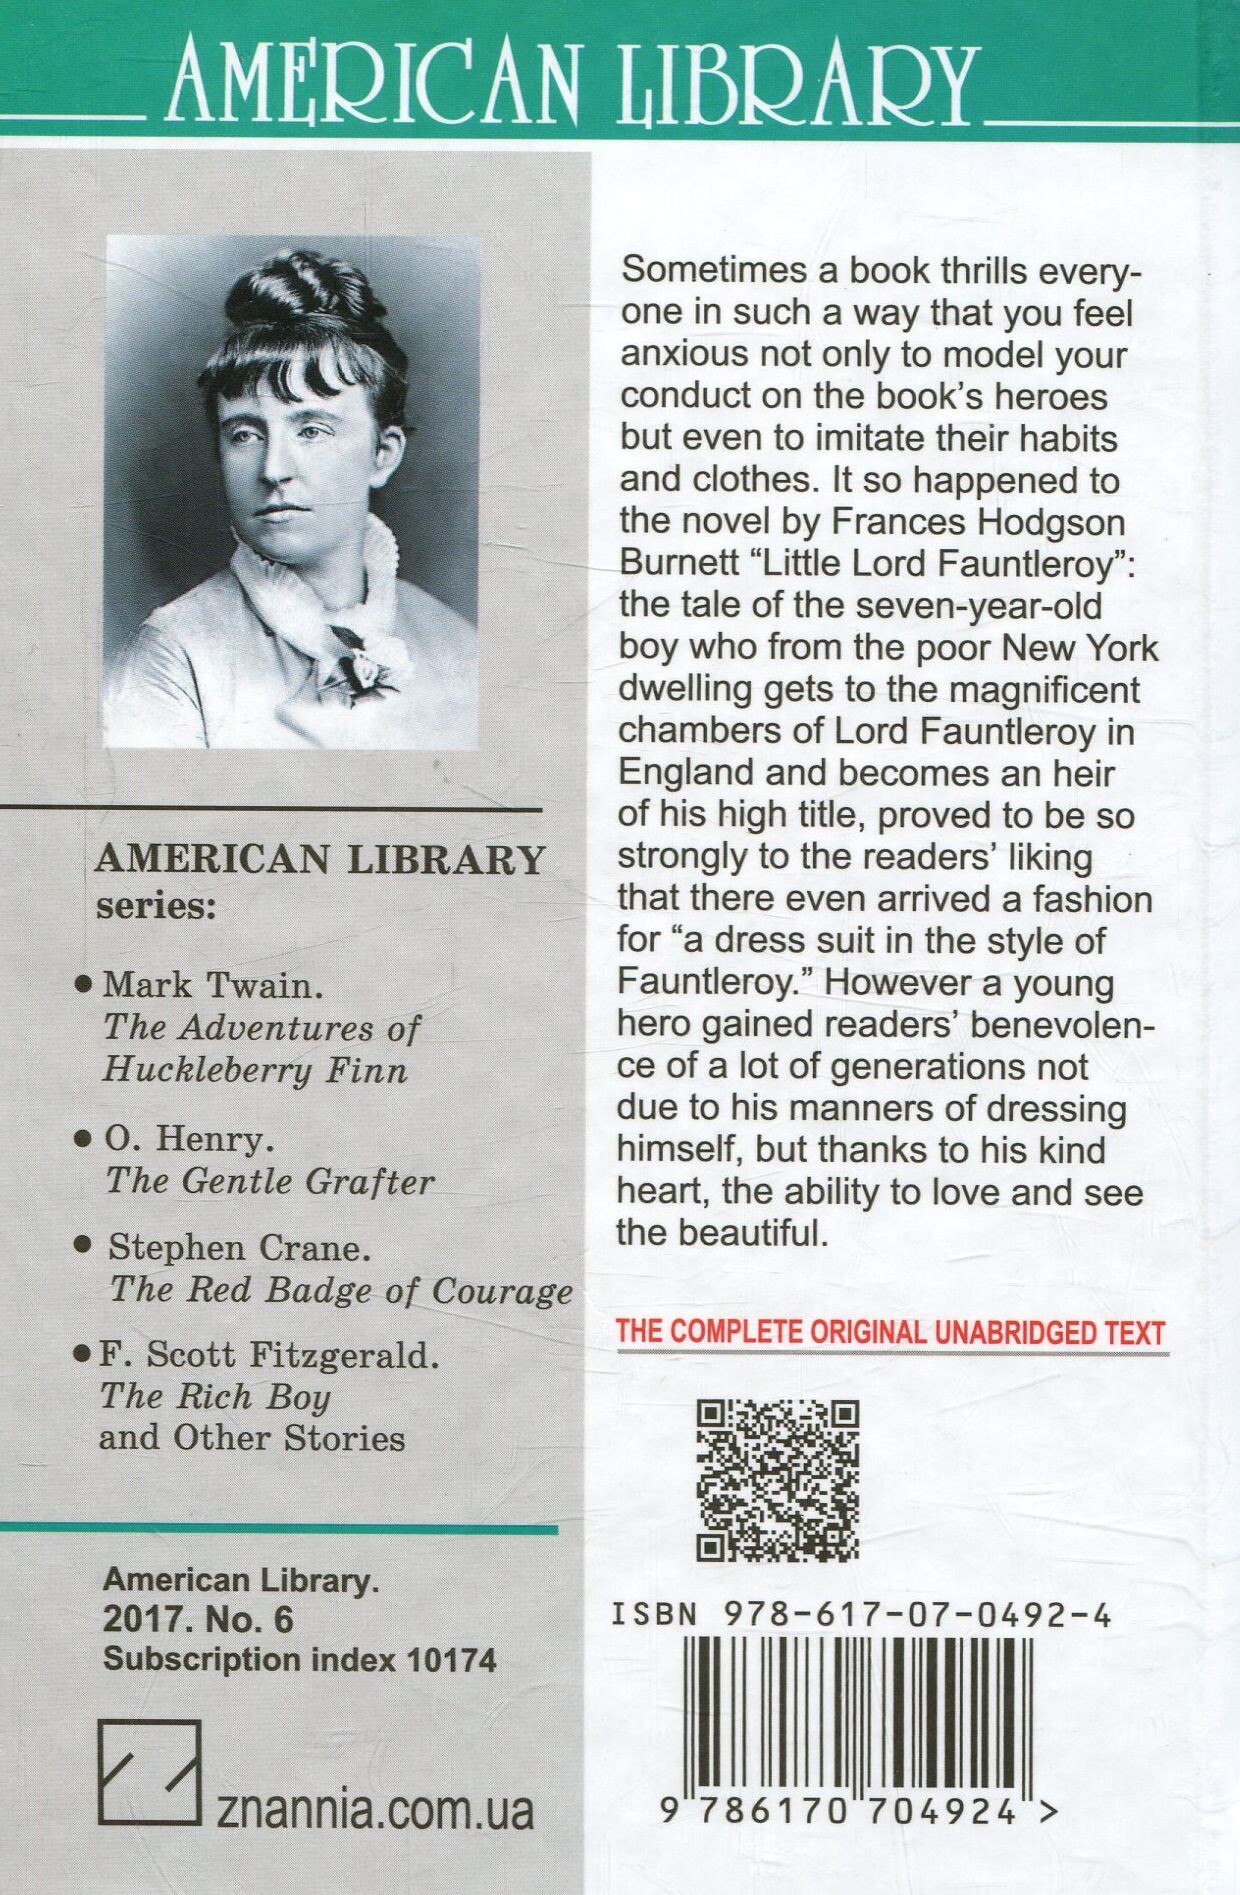 AMERICAN LIBRARY
AMERICAN LIBRARY
series:
● Mark Twain.
The Adventures of
Huckleberry Finn
● O. Henry.
The Gentle Grafter
● Stephen Crane.
The Red Badge of Courage
● F. Scott Fitzgerald.
The Rich Boy
and Other Stories
American Library.
2017. No. 6
Subscription index 10174
znannia.com.ua
Sometimes a book thrills every-
one in such a way that you feel
anxious not only to model your
conduct on the book's heroes
but even to imitate their habits
and clothes. It so happened to
the novel by Frances Hodgson
Burnett “Little Lord Fauntleroy”:
the tale of the seven-year-old
boy who from the poor New York
dwelling gets to the magnificent
chambers of Lord Fauntleroy in
England and becomes an heir
of his high title, proved to be so
strongly to the readers’ liking
that there even arrived a fashion
for “a dress suit in the style of
Fauntleroy.” However a young
hero gained readers’ benevolen-
ce of a lot of generations not
due to his manners of dressing
himself, but thanks to his kind
heart, the ability to love and see
the beautiful.
THE COMPLETE ORIGINAL UNABRIDGED TEXT
ISBN 978-617-07-0492-4
9 786170 704924 >